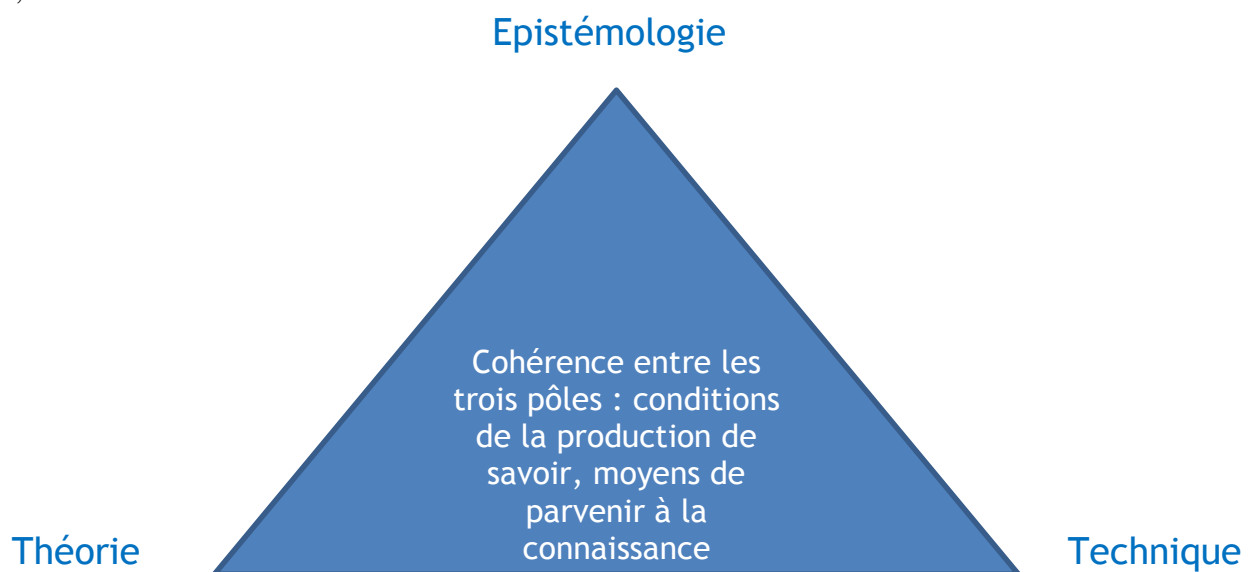 Epistémologie
Cohérence entre les
trois pôles : conditions
de la production de
savoir, moyens de
parvenir à la
connaissance
Théorie
Technique